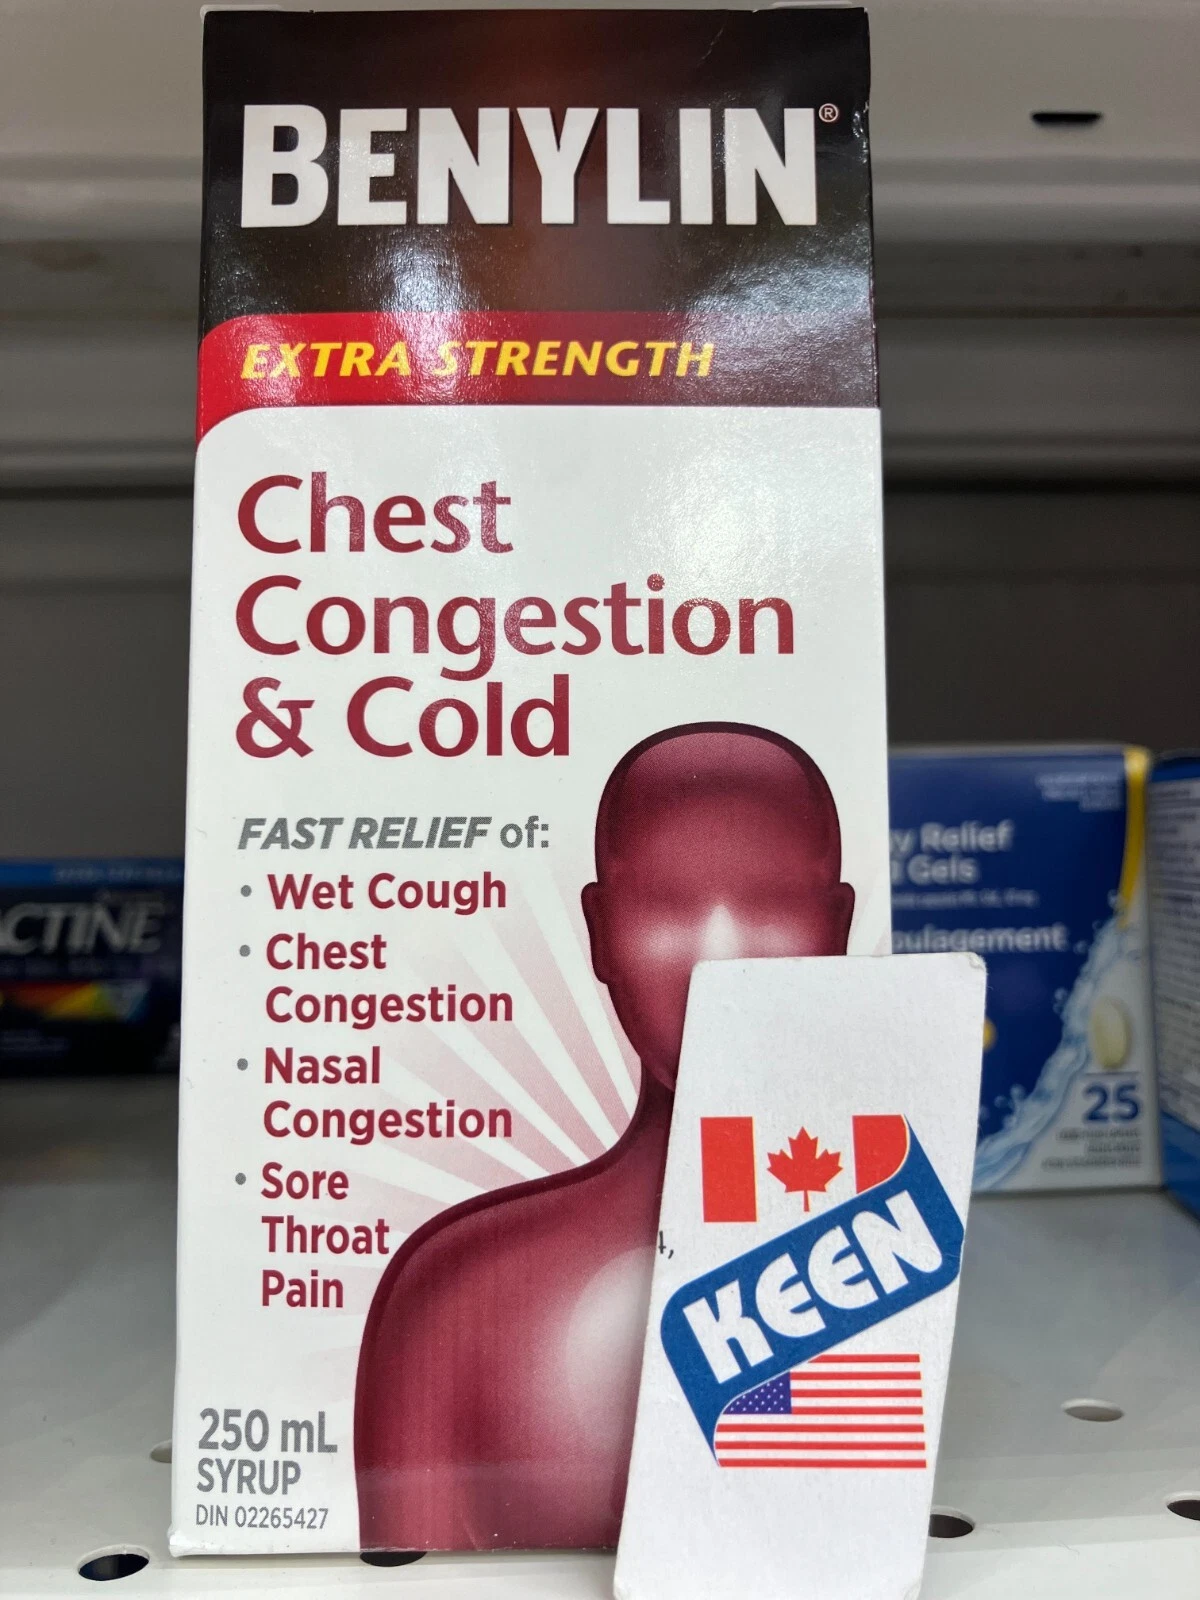 BENYLIN®
EXTRA STRENGTH
Chest
Congestion
& Cold
FAST RELIEF of:
• Wet Cough
• Chest
Congestion
• Nasal
Congestion
• Sore
Throat
Pain
250 mL
SYRUP
DIN 02265427
KEEN
ACTINE
y Relief
Gels
oulagement
25